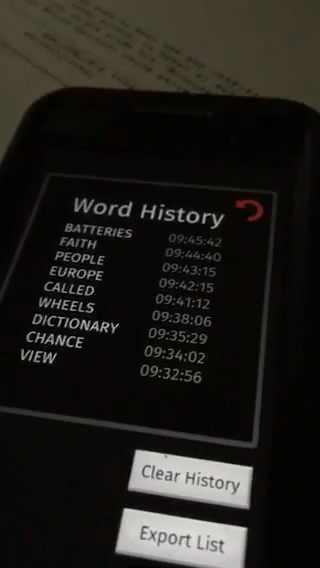 Word History
BATTERIES 09:45:42
FAITH 09:44:40
PEOPLE 09:43:15
EUROPE 09:42:15
CALLED 09:41:12
WHEELS 09:38:06
DICTIONARY 09:35:29
CHANCE 09:34:02
VIEW 09:32:56
Clear History
Export List